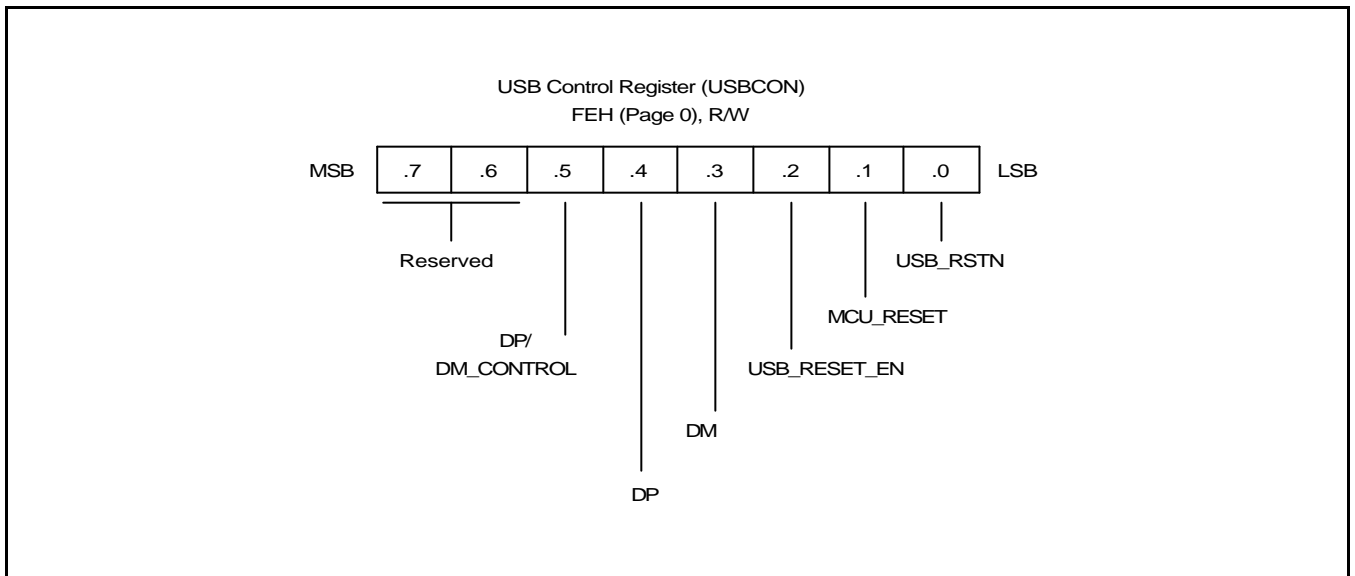 USB Control Register (USBCON)
FEH (Page 0), R/W
MSB .7 .6 .5 .4 .3 .2 .1 .0 LSB
Reserved
USB_RSTN
MCU_RESET
DP/
DM_CONTROL
USB_RESET_EN
DM
DP